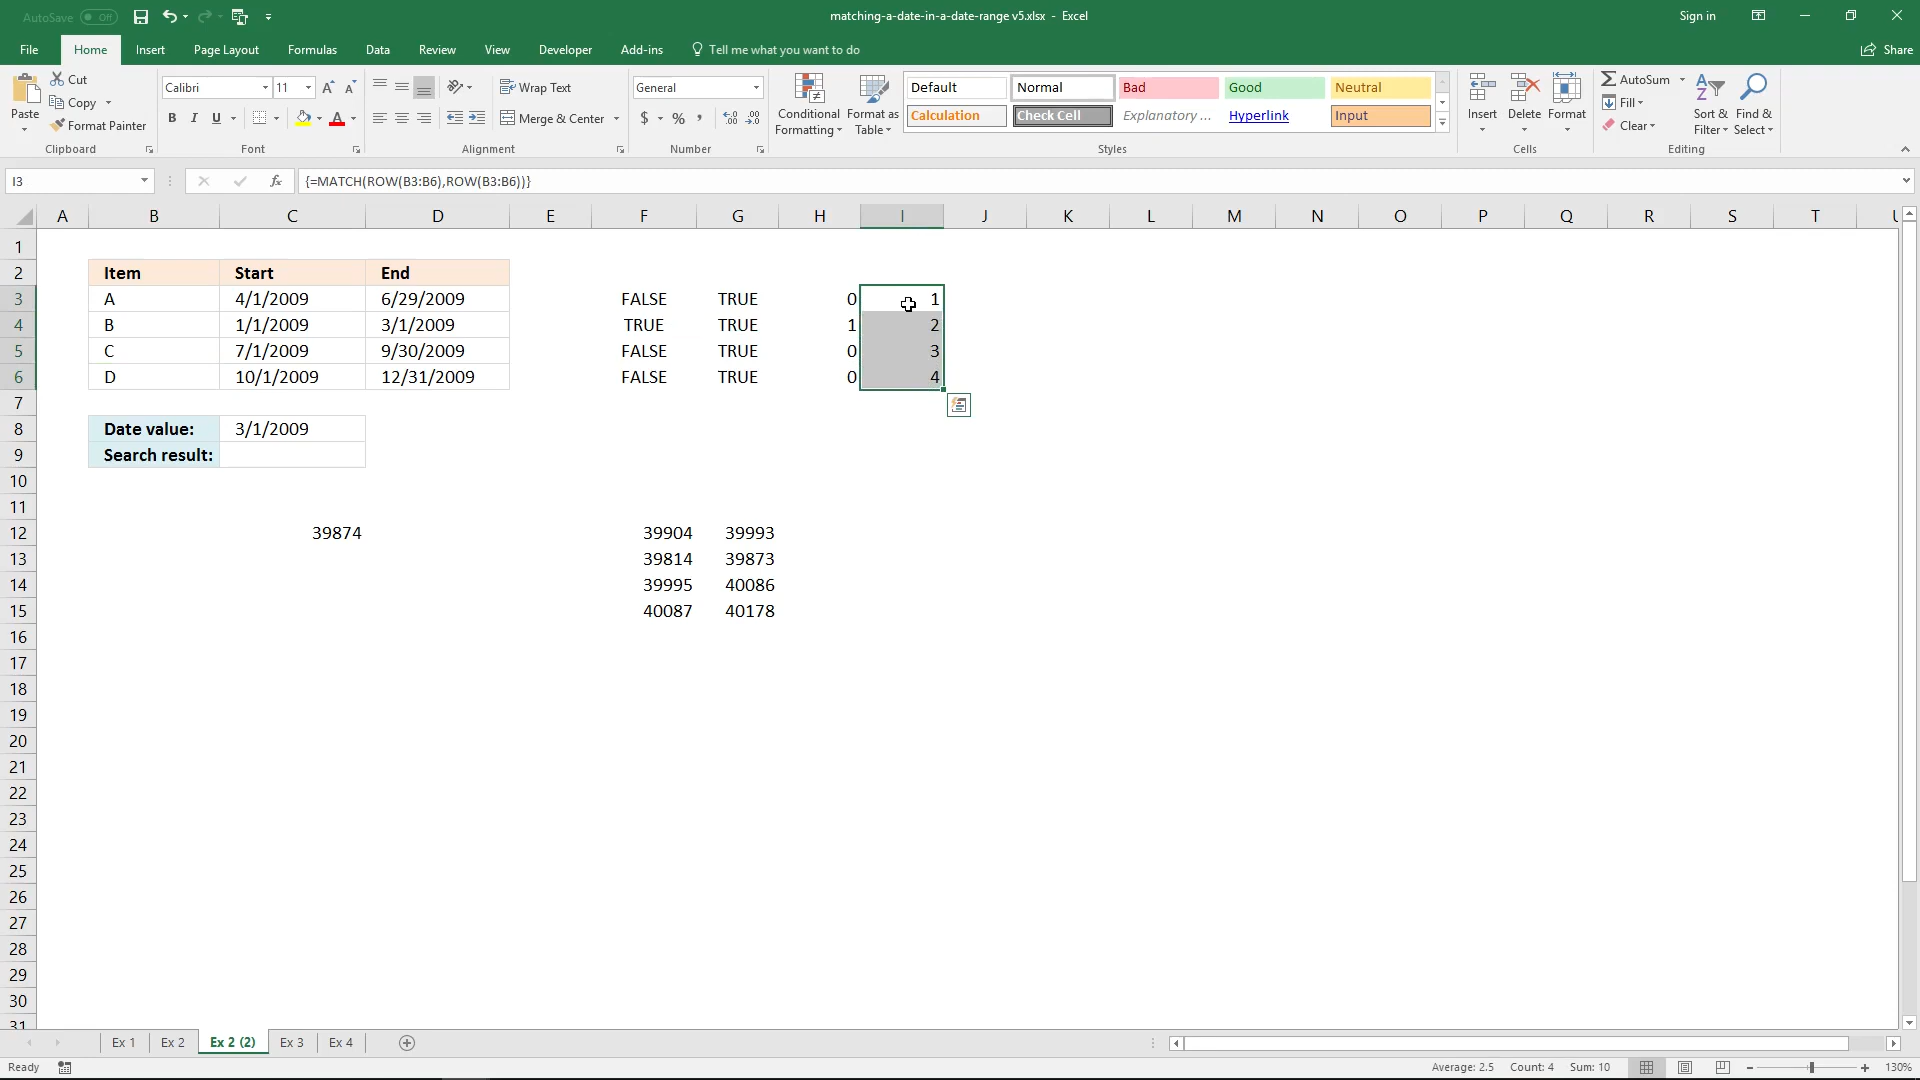 AutoSave Off
matching-a-date-in-a-date-range v5.xlsx - Excel
Sign in
File Home Insert Page Layout Formulas Data Review View Developer Add-ins Tell me what you want to do Share
Paste Cut Copy Format Painter
Calibri 11 A A
B I U A
Wrap Text
Merge & Center
General
$ % ,
Conditional Formatting
Format as Table
Default Normal Bad Good Neutral
Calculation Check Cell Explanatory ... Hyperlink Input
Insert Delete Format
AutoSum Fill Clear
Sort & Filter
Find & Select
Clipboard Font Alignment Number Styles Cells Editing
I3 fx {=MATCH(ROW(B3:B6),ROW(B3:B6))}
A B C D E F G H I J K L M N O P Q R S T U
1
2 Item Start End
3 A 4/1/2009 6/29/2009 FALSE TRUE 0 1
4 B 1/1/2009 3/1/2009 TRUE TRUE 1 2
5 C 7/1/2009 9/30/2009 FALSE TRUE 0 3
6 D 10/1/2009 12/31/2009 FALSE TRUE 0 4
7
8 Date value: 3/1/2009
9 Search result:
10
11
12 39874 39904 39993
13 39814 39873
14 39995 40086
15 40087 40178
16
17
18
19
20
21
22
23
24
25
26
27
28
29
30
31
Ex 1 Ex 2 Ex 2 (2) Ex 3 Ex 4
Ready Average: 2.5 Count: 4 Sum: 10 130%